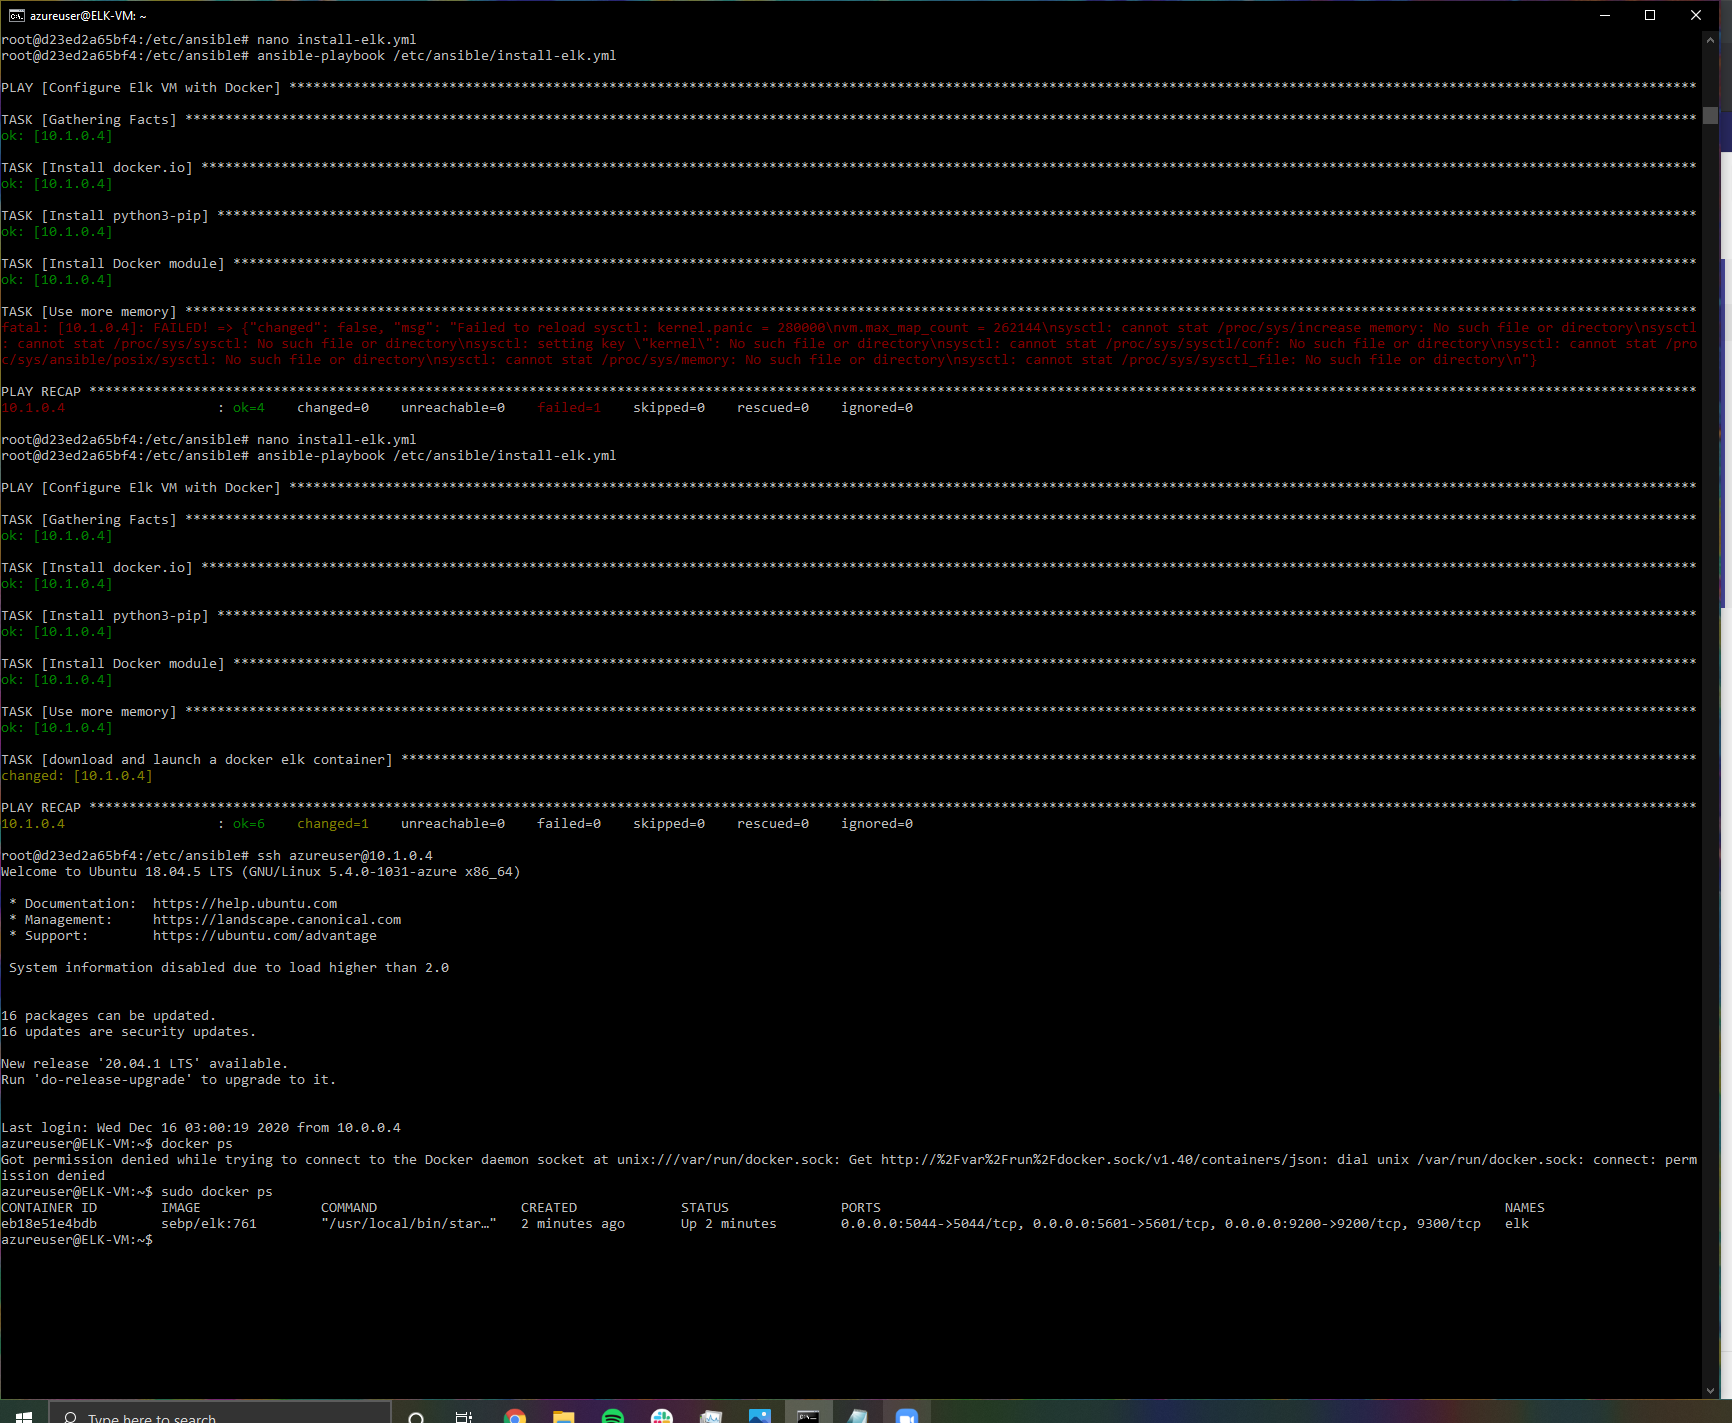 azureuser@ELK-VM: ~
root@d23ed2a65bf4:/etc/ansible# nano install-elk.yml
root@d23ed2a65bf4:/etc/ansible# ansible-playbook /etc/ansible/install-elk.yml
PLAY [Configure Elk VM with Docker] ****
TASK [Gathering Facts] ****
ok: [10.1.0.4]
TASK [Install docker.io] ****
ok: [10.1.0.4]
TASK [Install python3-pip] ****
ok: [10.1.0.4]
TASK [Install Docker module] ****
ok: [10.1.0.4]
TASK [Use more memory] ****
fatal: [10.1.0.4]: FAILED! => {"changed": false, "msg": "Failed to reload sysctl: kernel.panic = 280000\nvm.max_map_count = 262144\nsysctl: cannot stat /proc/sys/increase memory: No such file or directory\nsysctl
: cannot stat /proc/sys/sysctl: No such file or directory\nsysctl: setting key \"kernel\": No such file or directory\nsysctl: cannot stat /proc/sys/sysctl/conf: No such file or directory\nsysctl: cannot stat /pro
c/sys/ansible/posix/sysctl: No such file or directory\nsysctl: cannot stat /proc/sys/memory: No such file or directory\nsysctl: cannot stat /proc/sys/sysctl_file: No such file or directory\n"}
PLAY RECAP ****
10.1.0.4 : ok=4 changed=0 unreachable=0 failed=1 skipped=0 rescued=0 ignored=0
root@d23ed2a65bf4:/etc/ansible# nano install-elk.yml
root@d23ed2a65bf4:/etc/ansible# ansible-playbook /etc/ansible/install-elk.yml
PLAY [Configure Elk VM with Docker] ****
TASK [Gathering Facts] ****
ok: [10.1.0.4]
TASK [Install docker.io] ****
ok: [10.1.0.4]
TASK [Install python3-pip] ****
ok: [10.1.0.4]
TASK [Install Docker module] ****
ok: [10.1.0.4]
TASK [Use more memory] ****
ok: [10.1.0.4]
TASK [download and launch a docker elk container] ****
changed: [10.1.0.4]
PLAY RECAP ****
10.1.0.4 : ok=6 changed=1 unreachable=0 failed=0 skipped=0 rescued=0 ignored=0
root@d23ed2a65bf4:/etc/ansible# ssh azureuser@10.1.0.4
Welcome to Ubuntu 18.04.5 LTS (GNU/Linux 5.4.0-1031-azure x86_64)
* Documentation: https://help.ubuntu.com
* Management: https://landscape.canonical.com
* Support: https://ubuntu.com/advantage
System information disabled due to load higher than 2.0
16 packages can be updated.
16 updates are security updates.
New release '20.04.1 LTS' available.
Run 'do-release-upgrade' to upgrade to it.
Last login: Wed Dec 16 03:00:19 2020 from 10.0.0.4
azureuser@ELK-VM:~$ docker ps
Got permission denied while trying to connect to the Docker daemon socket at unix:///var/run/docker.sock: Get http://%2Fvar%2Frun%2Fdocker.sock/v1.40/containers/json: dial unix /var/run/docker.sock: connect: perm
ission denied
azureuser@ELK-VM:~$ sudo docker ps
CONTAINER ID IMAGE COMMAND CREATED STATUS PORTS NAMES
eb18e51e4bdb sebp/elk:761 "/usr/local/bin/star…" 2 minutes ago Up 2 minutes 0.0.0.0:5044->5044/tcp, 0.0.0.0:5601->5601/tcp, 0.0.0.0:9200->9200/tcp, 9300/tcp elk
azureuser@ELK-VM:~$
Type here to search